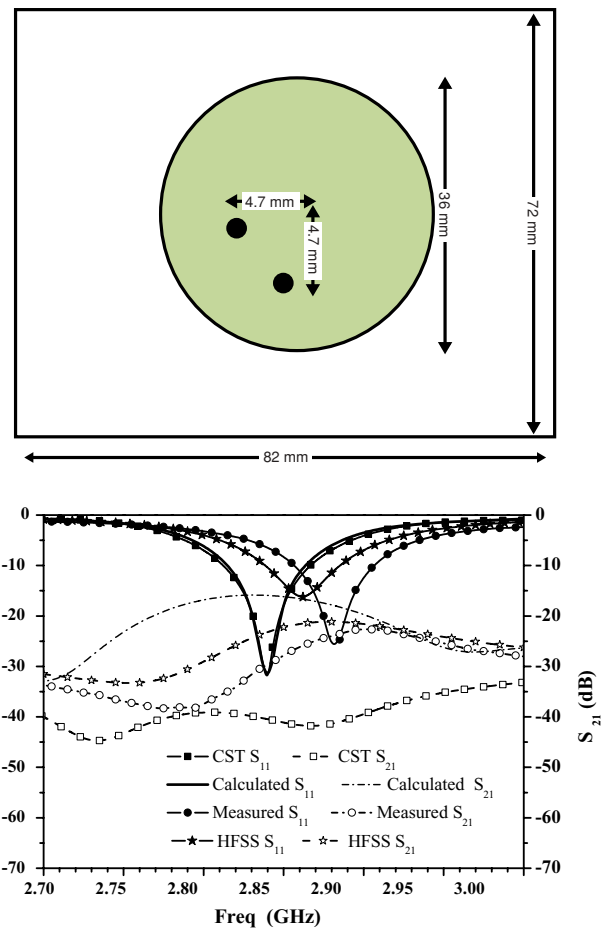 4.7 mm
4.7 mm
36 mm
72 mm
82 mm
0
-10
-20
-30
-40
-50
-60
-70
0
-10
-20
-30
-40
-50
-60
-70
S21 (dB)
CST S11 CST S21
Calculated S11 Calculated S21
Measured S11 Measured S21
HFSS S11 HFSS S21
2.70 2.75 2.80 2.85 2.90 2.95 3.00
Freq (GHz)